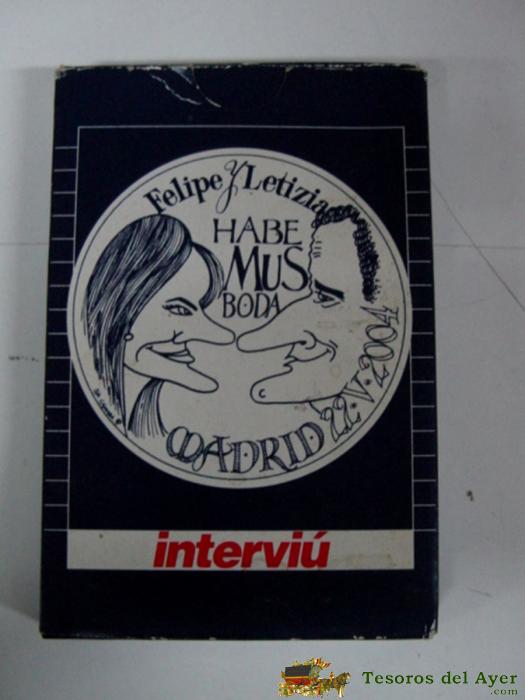 Felipe y Letizia
HABE
MUS
BODA
MADRID 22·V·2004
interviú
Tesoros del Ayer
.com